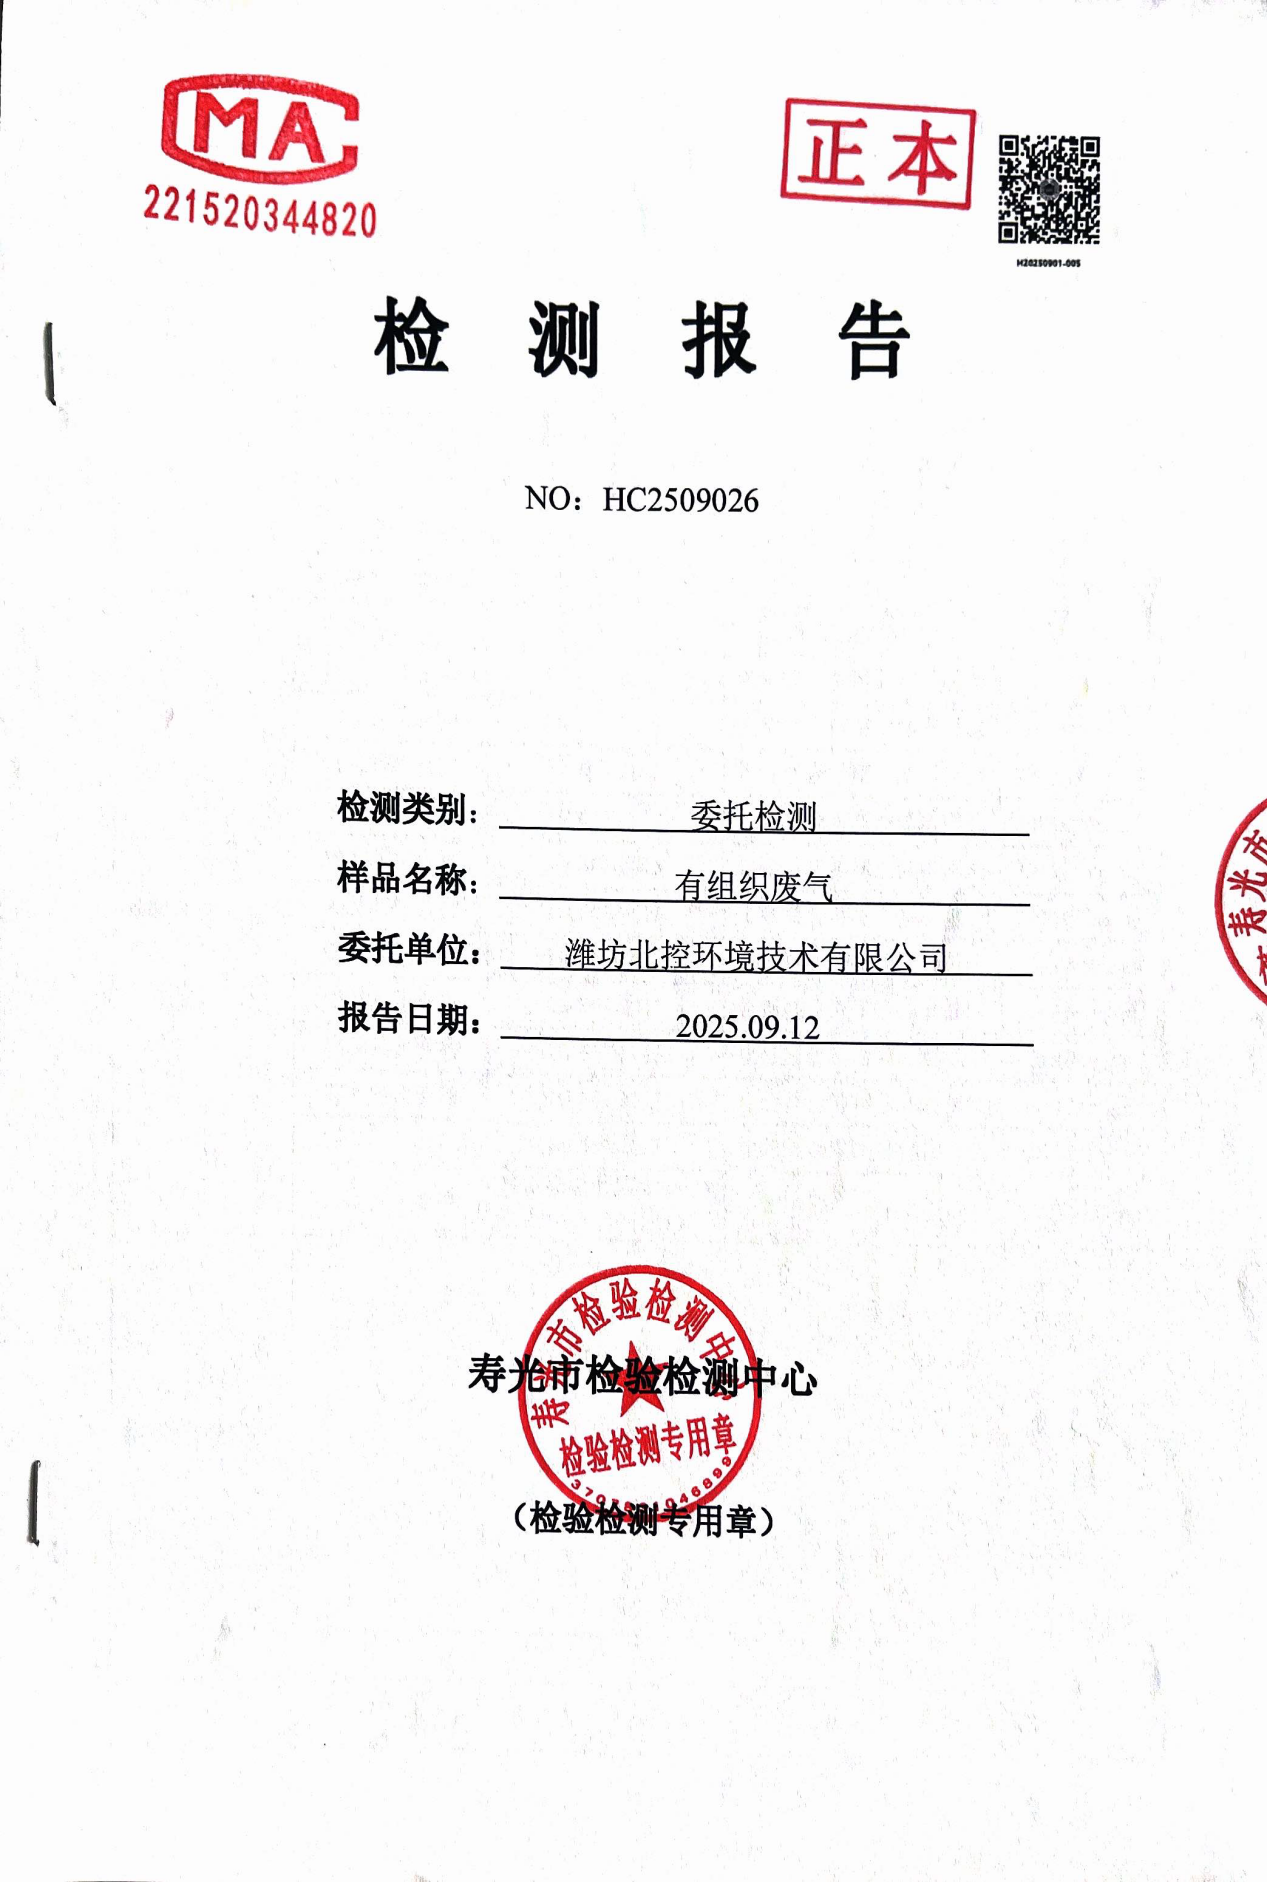 MA
221520344820
正本
H20250901-005
检测报告
NO：HC2509026
检测类别： 委托检测
样品名称： 有组织废气
委托单位： 潍坊北控环境技术有限公司
报告日期： 2025.09.12
寿光市检验检测中心
寿光市检验检测中心
检验检测专用章
（检验检测专用章）
寿光市